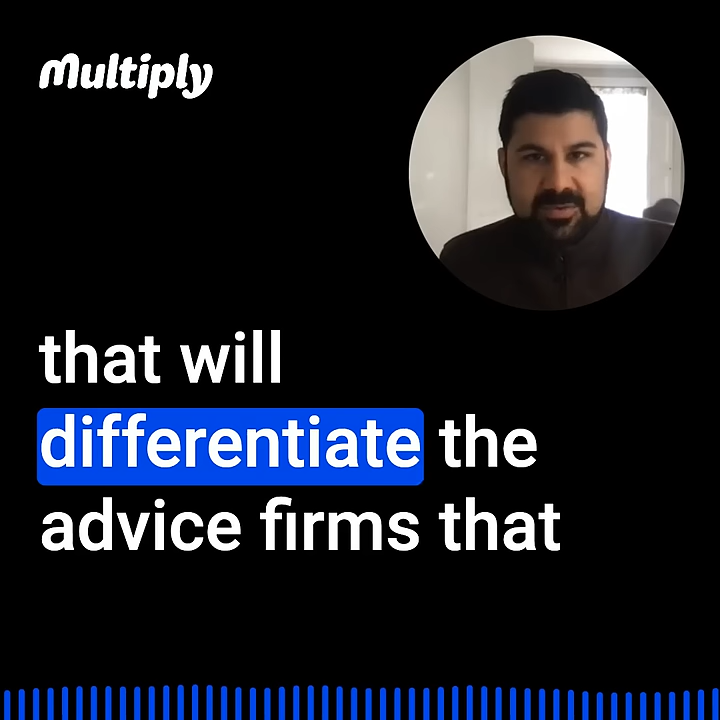 Multiply
that will
differentiate the
advice firms that